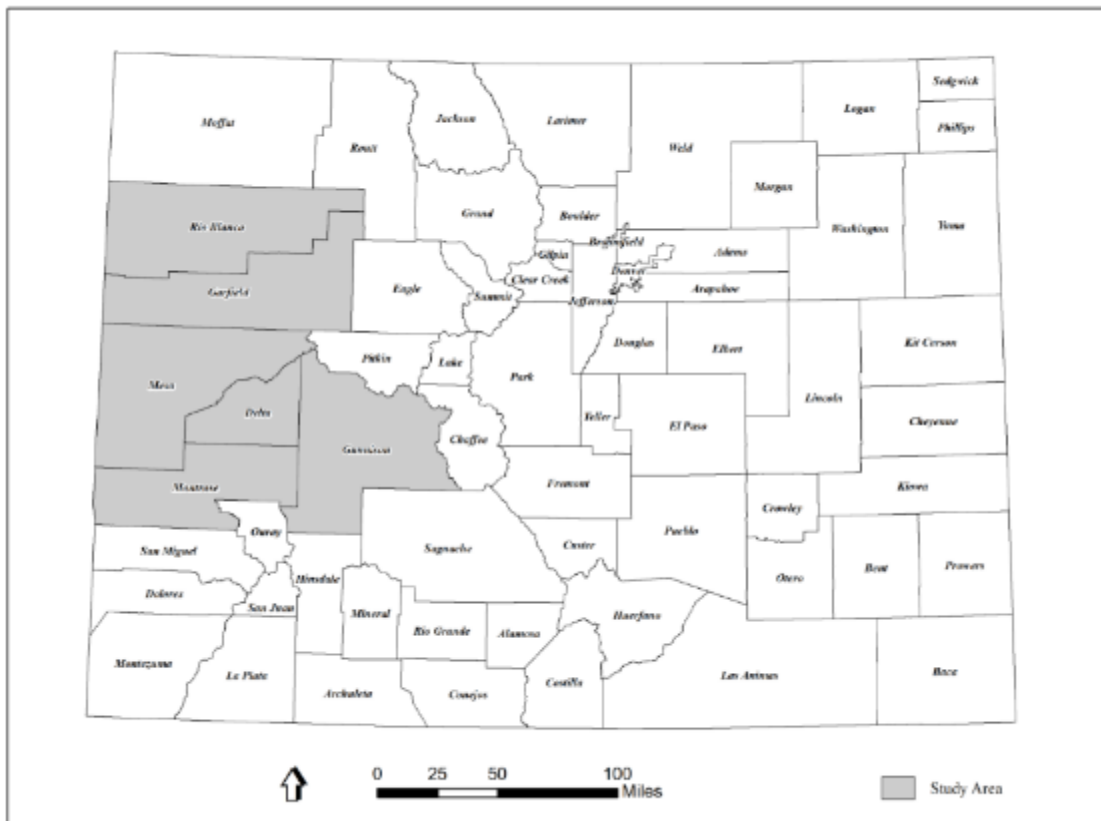 Moffat
Routt
Jackson
Larimer
Weld
Logan
Sedgwick
Phillips
Morgan
Washington
Yuma
Rio Blanco
Grand
Boulder
Broomfield
Gilpin
Adams
Denver
Clear Creek
Garfield
Eagle
Summit
Jefferson
Arapahoe
Douglas
Elbert
Kit Carson
Mesa
Pitkin
Lake
Park
Lincoln
Delta
Teller
El Paso
Cheyenne
Gunnison
Chaffee
Montrose
Fremont
Kiowa
Crowley
Ouray
Pueblo
San Miguel
Saguache
Custer
Otero
Bent
Prowers
Hinsdale
Dolores
San Juan
Mineral
Rio Grande
Alamosa
Huerfano
Montezuma
La Plata
Archuleta
Conejos
Costilla
Las Animas
Baca
0 25 50 100
Miles
Study Area